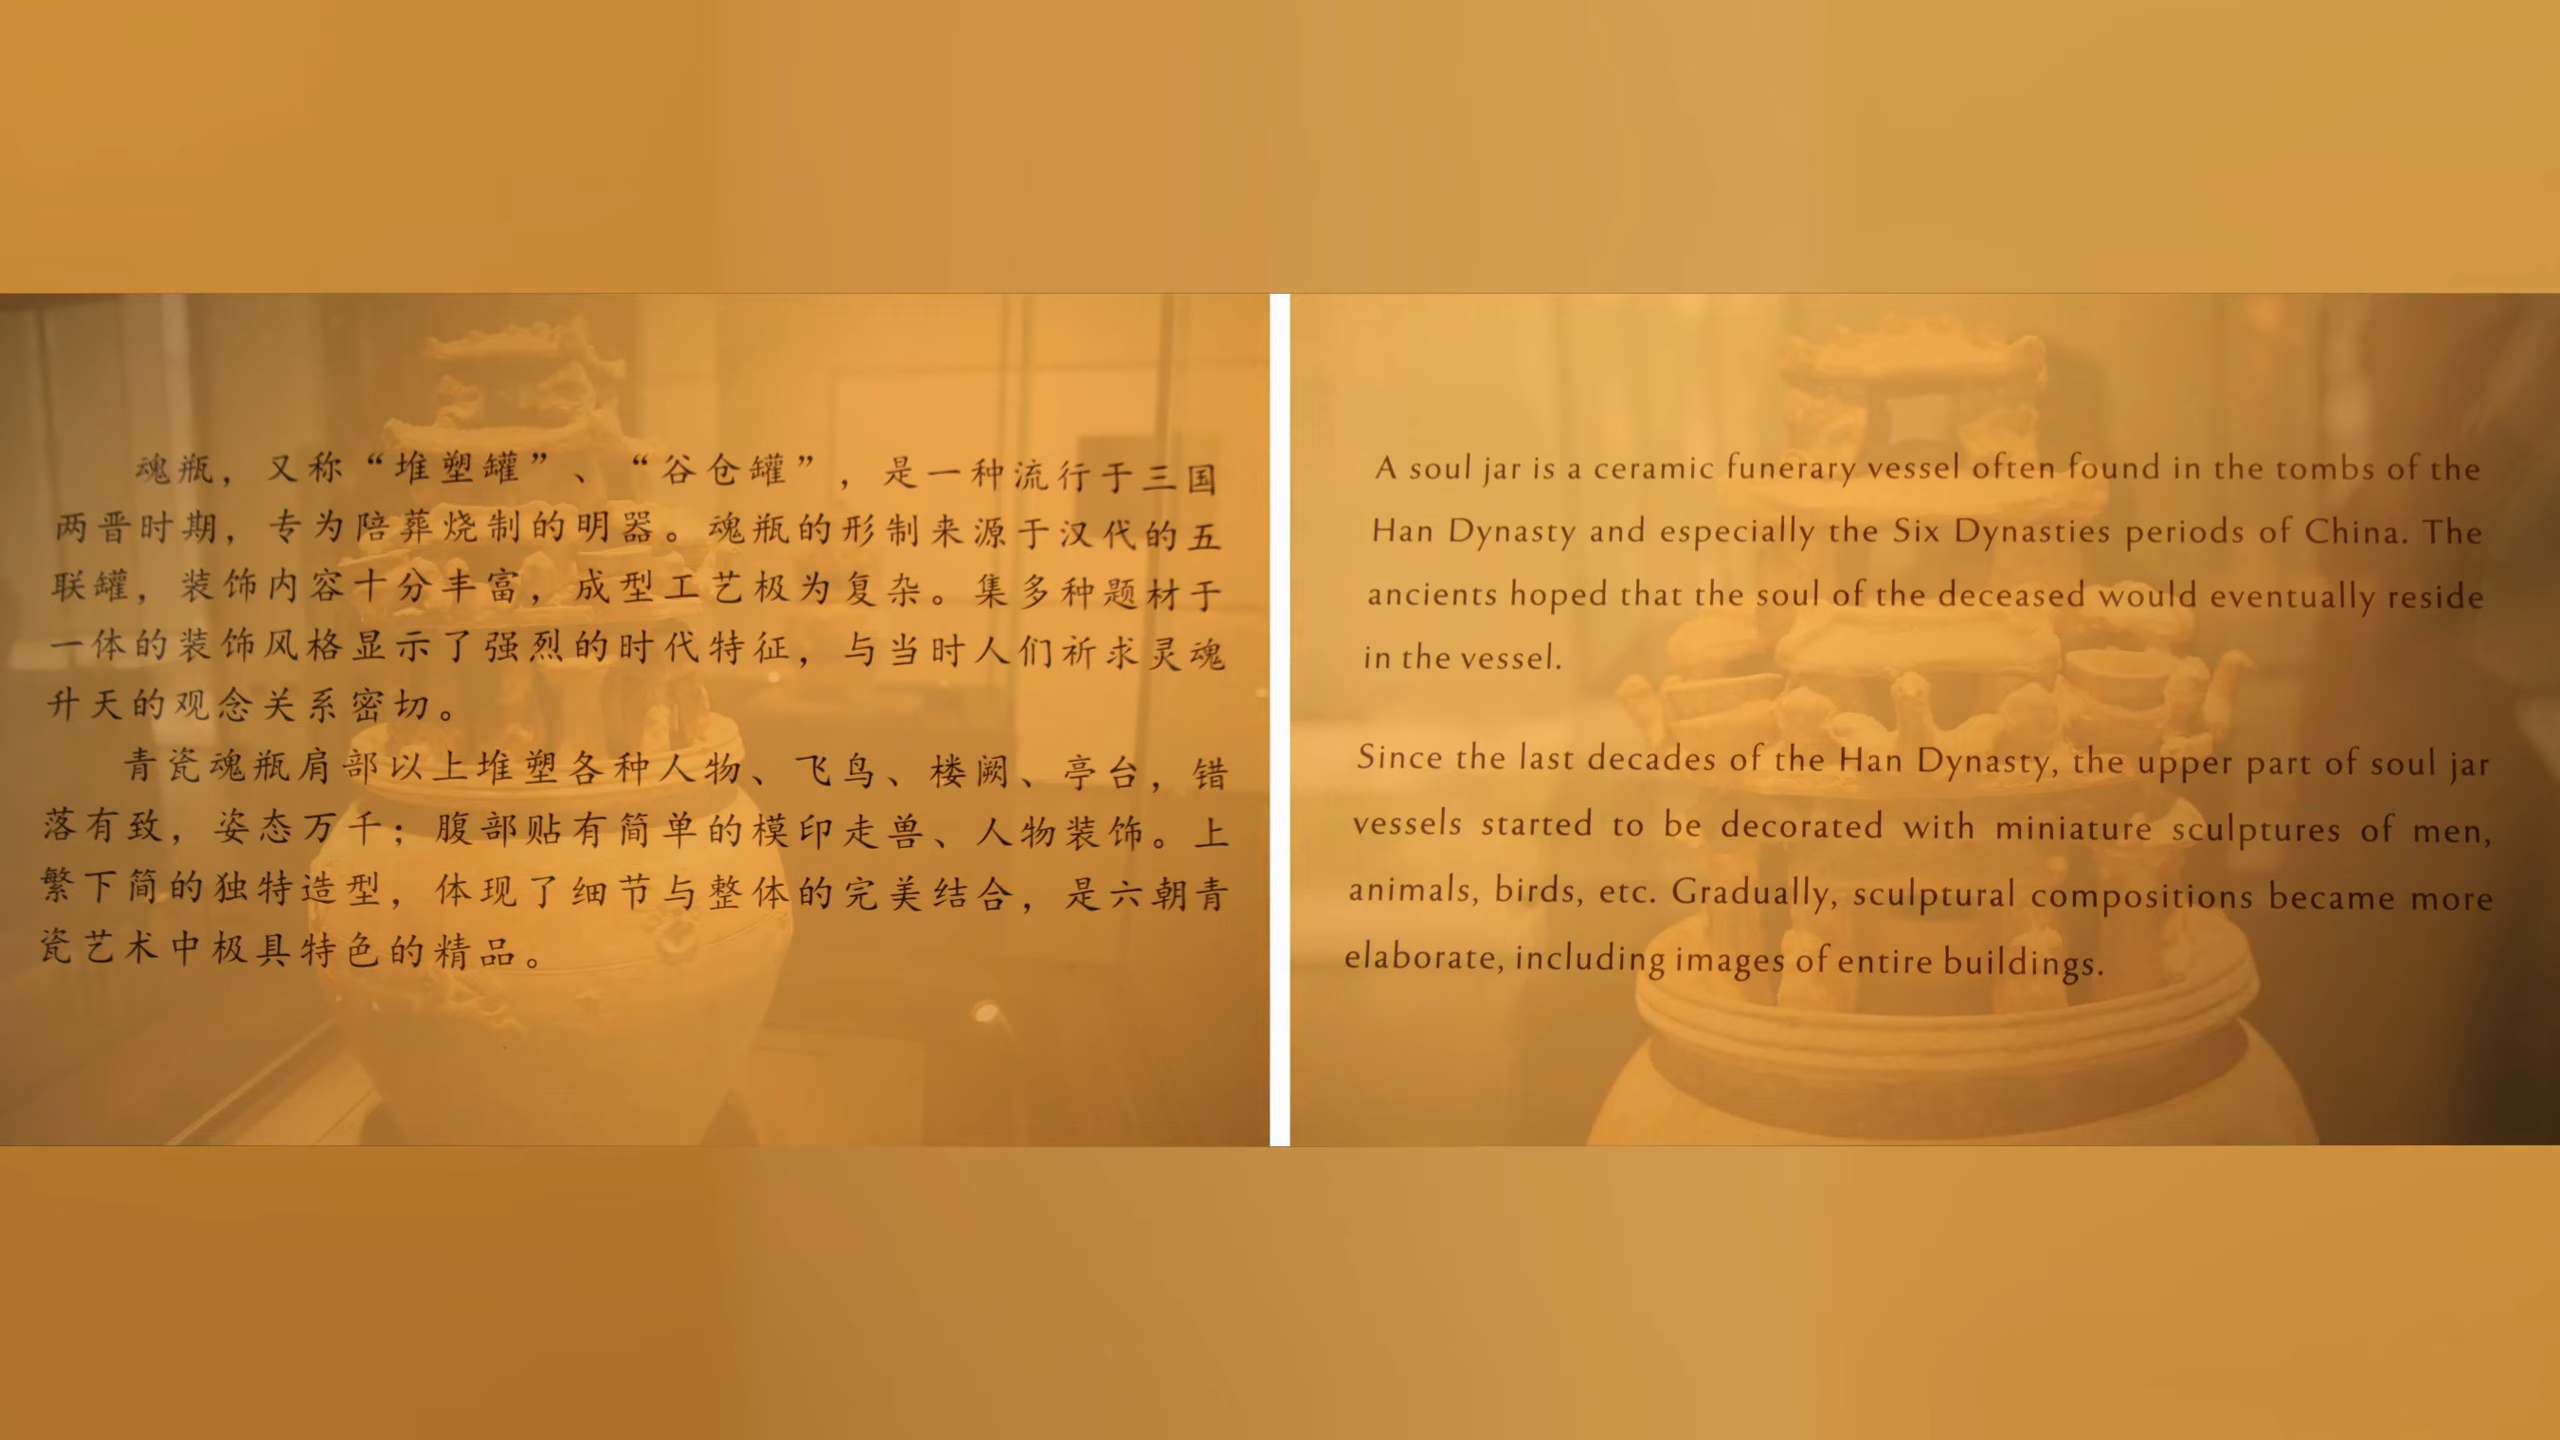 魂瓶，又称“堆塑罐”、“谷仓罐”，是一种流行于三国
两晋时期，专为陪葬烧制的明器。魂瓶的形制来源于汉代的五
联罐，装饰内容十分丰富，成型工艺极为复杂。集多种题材于
一体的装饰风格显示了强烈的时代特征，与当时人们祈求灵魂
升天的观念关系密切。
青瓷魂瓶肩部以上堆塑各种人物、飞鸟、楼阙、亭台，错
落有致，姿态万千；腹部贴有简单的模印走兽、人物装饰。上
繁下简的独特造型，体现了细节与整体的完美结合，是六朝青
瓷艺术中极具特色的精品。
A soul jar is a ceramic funerary vessel often found in the tombs of the
Han Dynasty and especially the Six Dynasties periods of China. The
ancients hoped that the soul of the deceased would eventually reside
in the vessel.
Since the last decades of the Han Dynasty, the upper part of soul jar
vessels started to be decorated with miniature sculptures of men,
animals, birds, etc. Gradually, sculptural compositions became more
elaborate, including images of entire buildings.